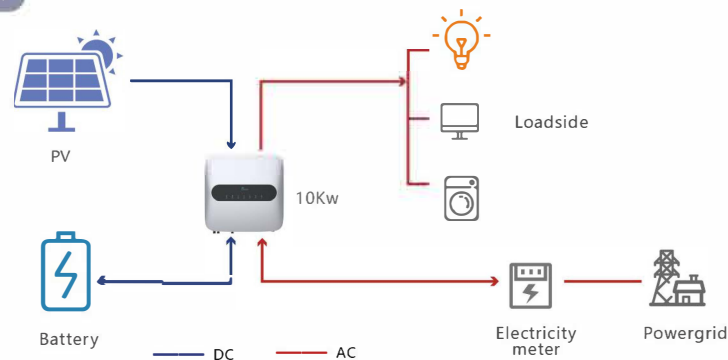 Loadside
PV
10Kw
Battery
Electricity
meter
Powergrid
DC
AC